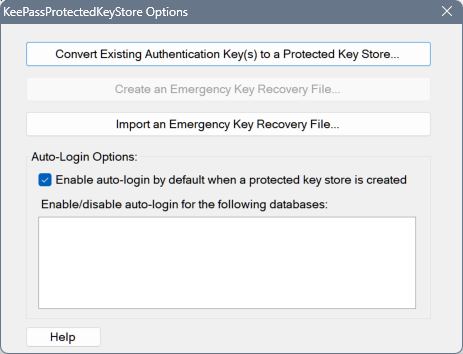 KeePassProtectedKeyStore Options
Convert Existing Authentication Key(s) to a Protected Key Store...
Create an Emergency Key Recovery File...
Import an Emergency Key Recovery File...
Auto-Login Options:
Enable auto-login by default when a protected key store is created
Enable/disable auto-login for the following databases:
Help